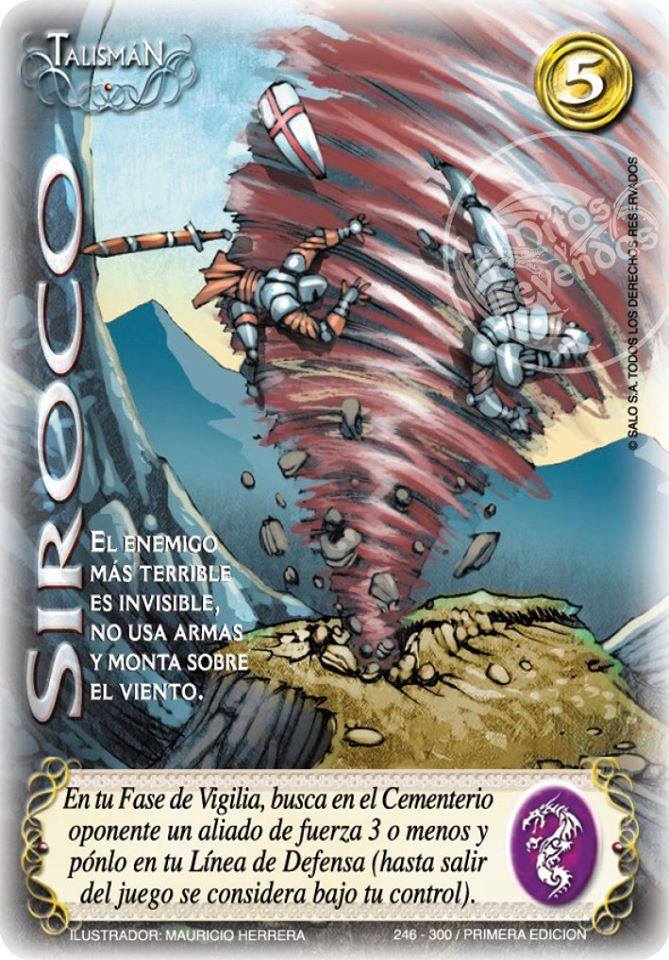 TALISMÁN
5
SIROCO
Mitos
y
Leyendas
© SALO S.A. TODOS LOS DERECHOS RESERVADOS
EL ENEMIGO
MÁS TERRIBLE
ES INVISIBLE,
NO USA ARMAS
Y MONTA SOBRE
EL VIENTO.
En tu Fase de Vigilia, busca en el Cementerio
oponente un aliado de fuerza 3 o menos y
pónlo en tu Línea de Defensa (hasta salir
del juego se considera bajo tu control).
ILUSTRADOR: MAURICIO HERRERA
246 - 300 / PRIMERA EDICION